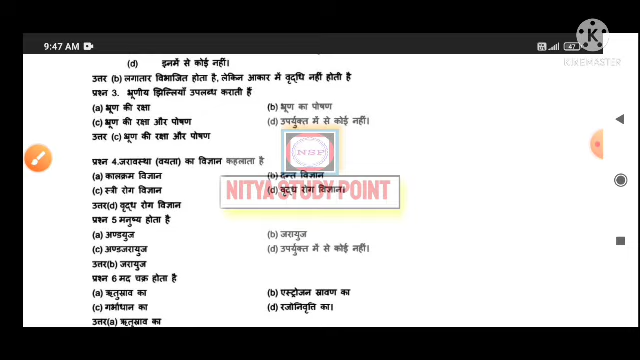 9:47 AM
47
KINEMASTER
(d) इनमें से कोई नहीं।
उत्तर (b) लगातार विभाजित होता है, लेकिन आकार में वृद्धि नहीं होती है
प्रश्न 3. भ्रूणीय झिल्लियाँ उपलब्ध कराती हैं
(a) भ्रूण की रक्षा (b) भ्रूण का पोषण
(c) भ्रूण की रक्षा और पोषण (d) उपर्युक्त में से कोई नहीं।
उत्तर (c) भ्रूण की रक्षा और पोषण
NSP
प्रश्न 4.जरावस्था (वयता) का विज्ञान कहलाता है
(a) कालक्रम विज्ञान (b) दन्त विज्ञान
(c) स्त्री रोग विज्ञान (d) वृद्ध रोग विज्ञान।
NITYA STUDY POINT
उत्तर(d) वृद्ध रोग विज्ञान
प्रश्न 5 मनुष्य होता है
(a) अण्डयुज (b) जरायुज
(c) अण्डजरायुज (d) उपर्युक्त में से कोई नहीं।
उत्तर(b) जरायुज
प्रश्न 6 मद चक्र होता है
(a) ऋतुस्राव का (b) एस्ट्रोजन स्रावण का
(c) गर्भाधान का (d) रजोनिवृति का।
उत्तर(a) ऋतुस्राव का